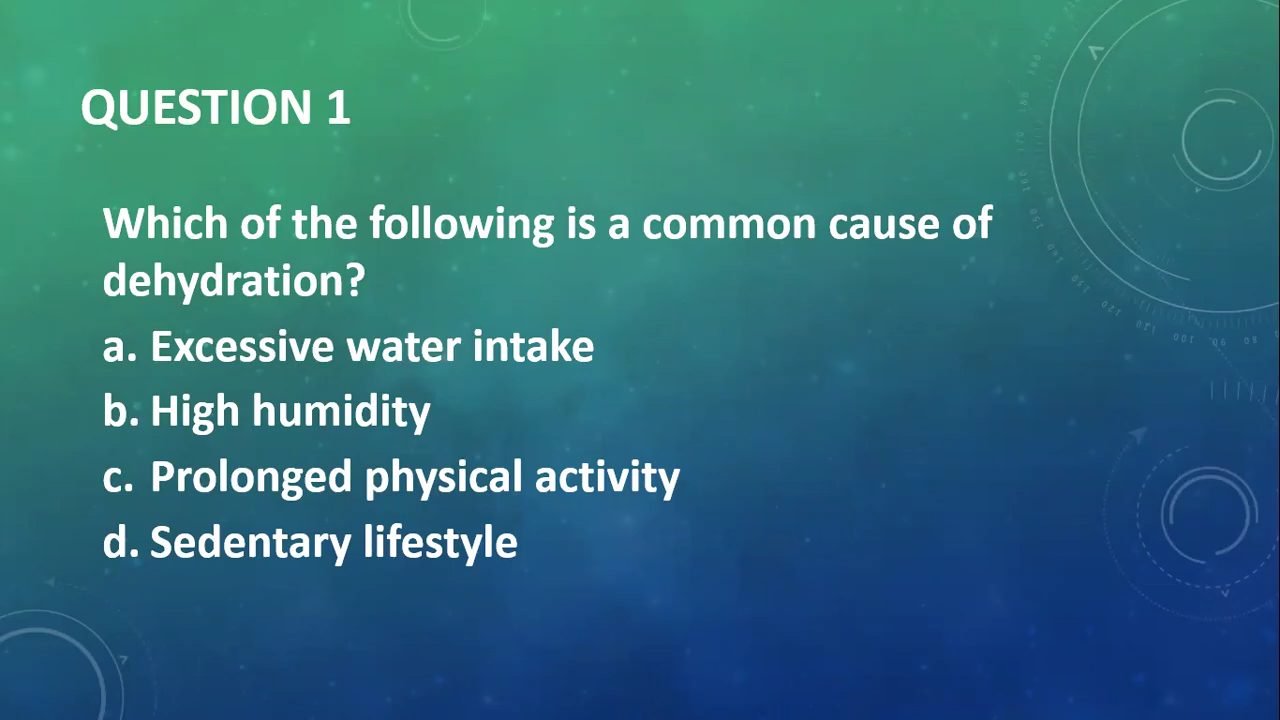 QUESTION 1
Which of the following is a common cause of
dehydration?
a. Excessive water intake
b. High humidity
c. Prolonged physical activity
d. Sedentary lifestyle